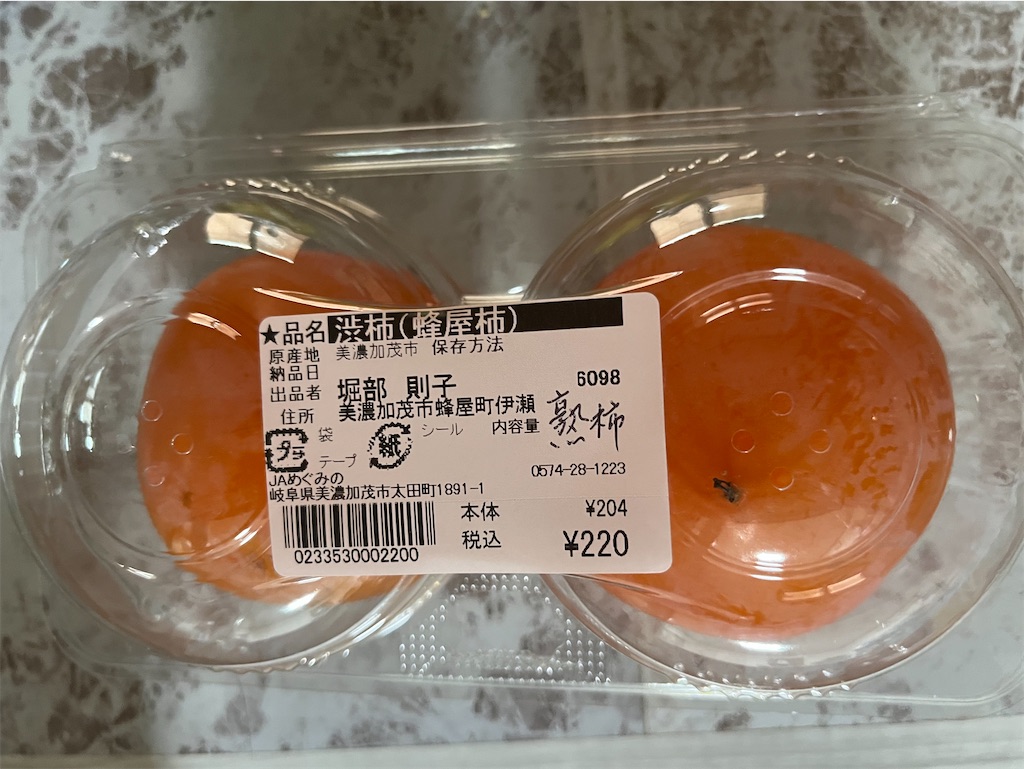 ★品名 渋柿(蜂屋柿)
原産地 美濃加茂市 保存方法
納品日
出品者 堀部 則子 6098
住所 美濃加茂市蜂屋町伊瀬
袋 シール 内容量 熟柿
プラ 紙
テープ
0574-28-1223
JAめぐみの
岐阜県美濃加茂市太田町1891-1
本体 ¥204
税込 ¥220
0233530002200